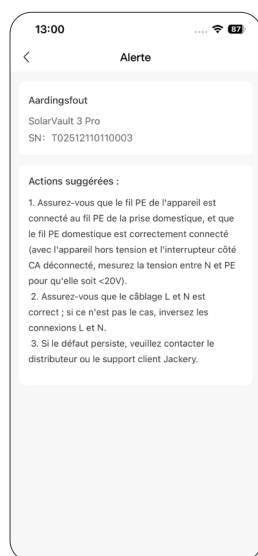 13:00
87
Alerte
Aardingsfout
SolarVault 3 Pro
SN: T02512110110003
Actions suggérées :
1. Assurez-vous que le fil PE de l'appareil est
connecté au fil PE de la prise domestique, et que
le fil PE domestique est correctement connecté
(avec l'appareil hors tension et l'interrupteur côté
CA déconnecté, mesurez la tension entre N et PE
pour qu'elle soit <20V).
2. Assurez-vous que le câblage L et N est
correct ; si ce n'est pas le cas, inversez les
connexions L et N.
3. Si le défaut persiste, veuillez contacter le
distributeur ou le support client Jackery.